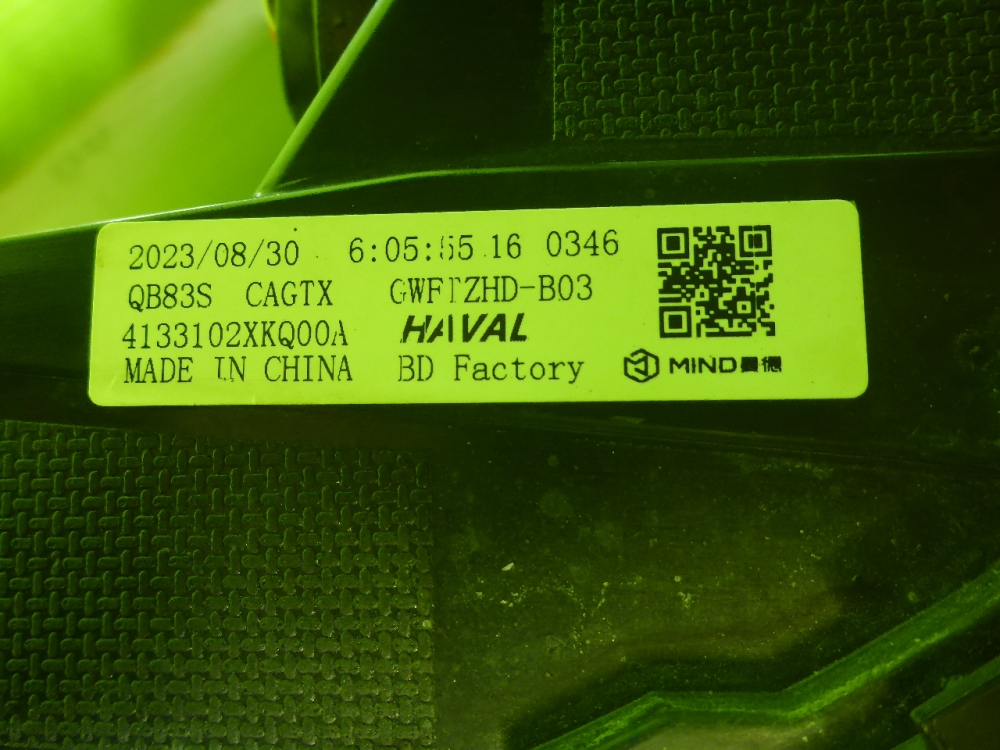 2023/08/30 6:05:55 16 0346
QB83S CAGTX GWFTZHD-B03
4133102XKQ00A HAVAL
MADE IN CHINA BD Factory MIND曼德